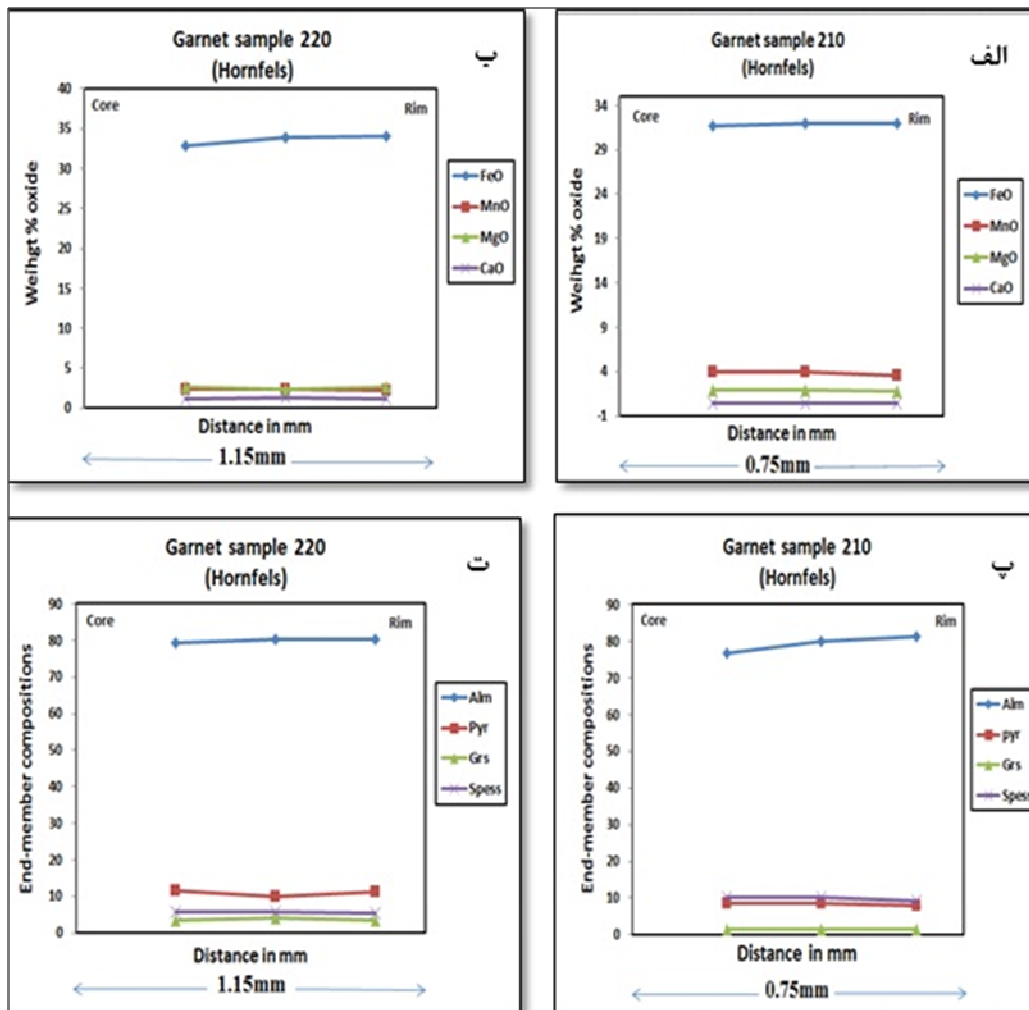 Garnet sample 220
(Hornfels)
ب
40
35
30
25
20
15
10
5
0
Core
Rim
Weihgt % oxide
FeO
MnO
MgO
CaO
Distance in mm
1.15mm
Garnet sample 210
(Hornfels)
الف
34
29
24
19
14
9
4
-1
Core
Rim
Weihgt % oxide
FeO
MnO
MgO
CaO
Distance in mm
0.75mm
Garnet sample 220
(Hornfels)
ت
90
80
70
60
50
40
30
20
10
0
Core
Rim
End-member compositions
Alm
Pyr
Grs
Spess
Distance in mm
1.15mm
Garnet sample 210
(Hornfels)
پ
90
80
70
60
50
40
30
20
10
0
Core
Rim
End-member compositions
Alm
pyr
Grs
Spess
Distance in mm
0.75mm